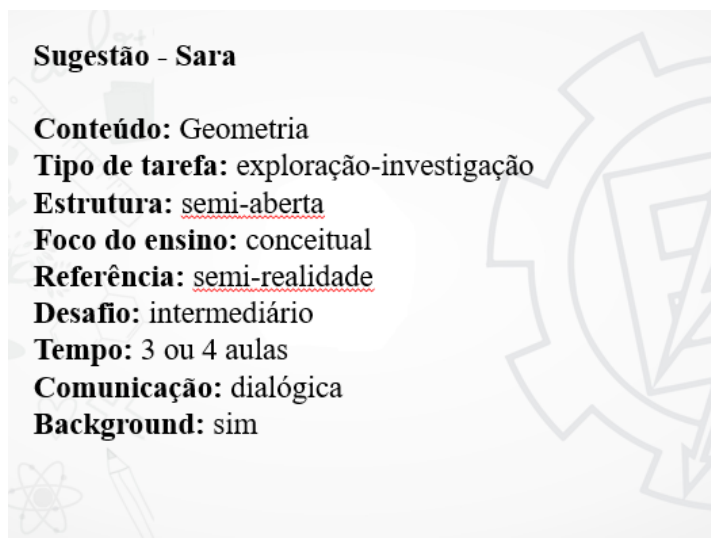 Sugestão - Sara
Conteúdo: Geometria
Tipo de tarefa: exploração-investigação
Estrutura: semi-aberta
Foco do ensino: conceitual
Referência: semi-realidade
Desafio: intermediário
Tempo: 3 ou 4 aulas
Comunicação: dialógica
Background: sim